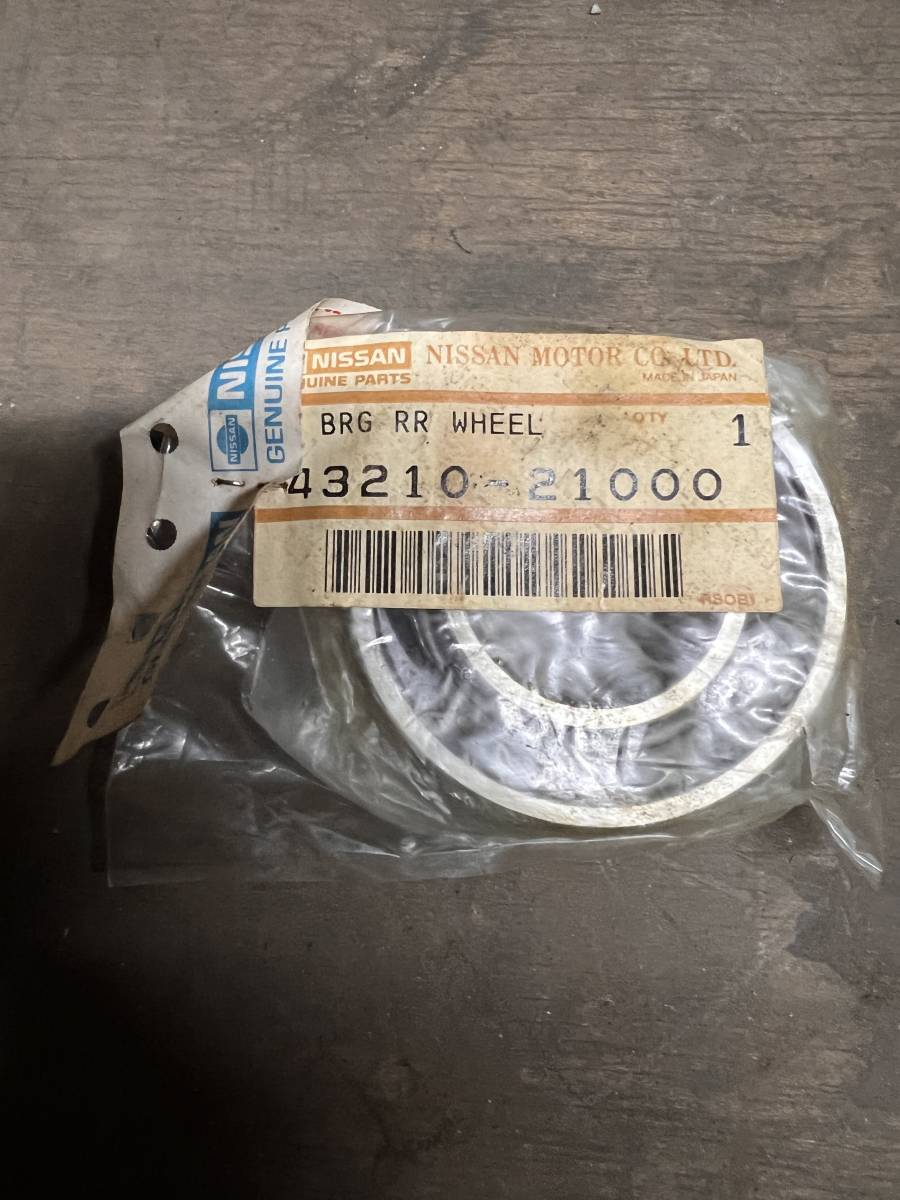 NISSAN NISSAN MOTOR CO., LTD.
UINE PARTS MADE IN JAPAN
BRG RR WHEEL QTY 1
43210-21000
NI
GENUINE P
NISSAN